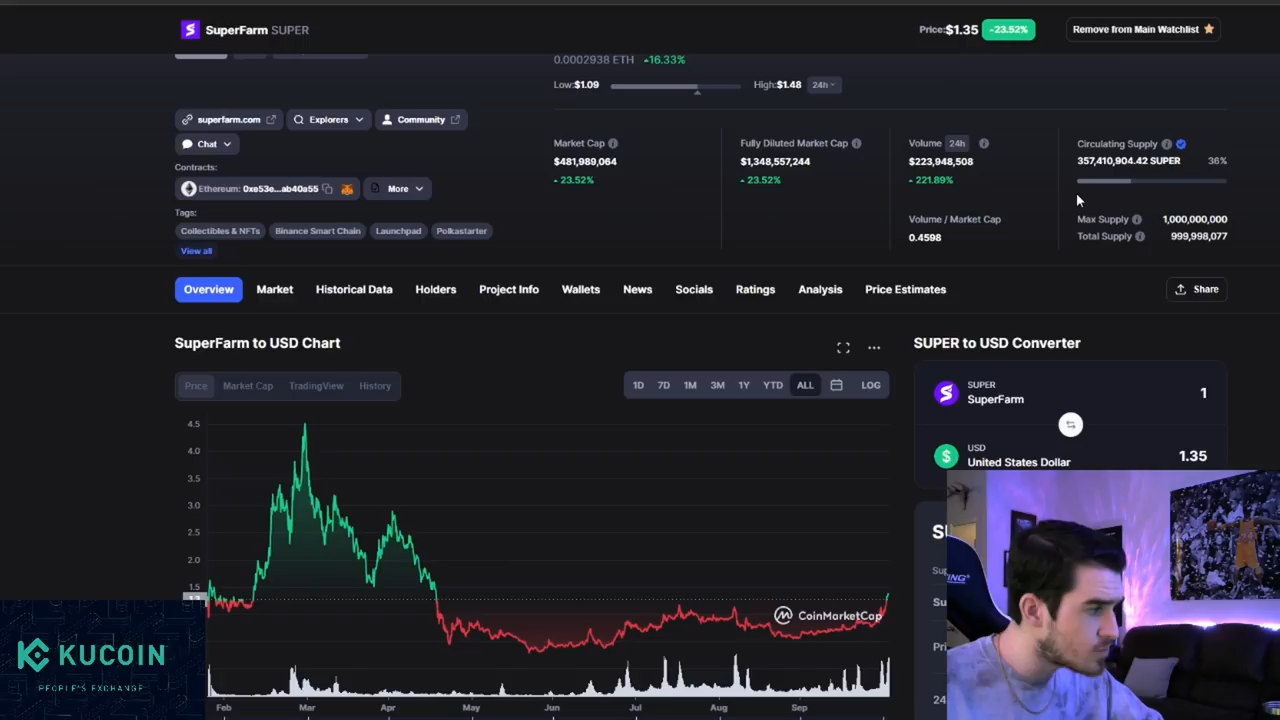 SuperFarm SUPER
Price: $1.35 -23.52%
Remove from Main Watchlist
0.0002938 ETH 16.33%
Low: $1.09
High: $1.48
24h
superfarm.com
Explorers
Community
Chat
Contracts:
Ethereum: 0xe53e...ab40a55
More
Tags:
Collectibles & NFTs
Binance Smart Chain
Launchpad
Polkastarter
View all
Market Cap
$481,989,064
23.52%
Fully Diluted Market Cap
$1,348,557,244
23.52%
Volume 24h
$223,948,508
221.89%
Volume / Market Cap
0.4598
Circulating Supply
357,410,904.42 SUPER
36%
Max Supply 1,000,000,000
Total Supply 999,998,077
Overview
Market
Historical Data
Holders
Project Info
Wallets
News
Socials
Ratings
Analysis
Price Estimates
Share
SuperFarm to USD Chart
Price
Market Cap
TradingView
History
1D
7D
1M
3M
1Y
YTD
ALL
LOG
4.5
4.0
3.5
3.0
2.5
2.0
1.5
CoinMarketCap
Feb
Mar
Apr
May
Jun
Jul
Aug
Sep
SUPER to USD Converter
SUPER
SuperFarm
1
USD
United States Dollar
1.35
KUCOIN
PEOPLE'S EXCHANGE